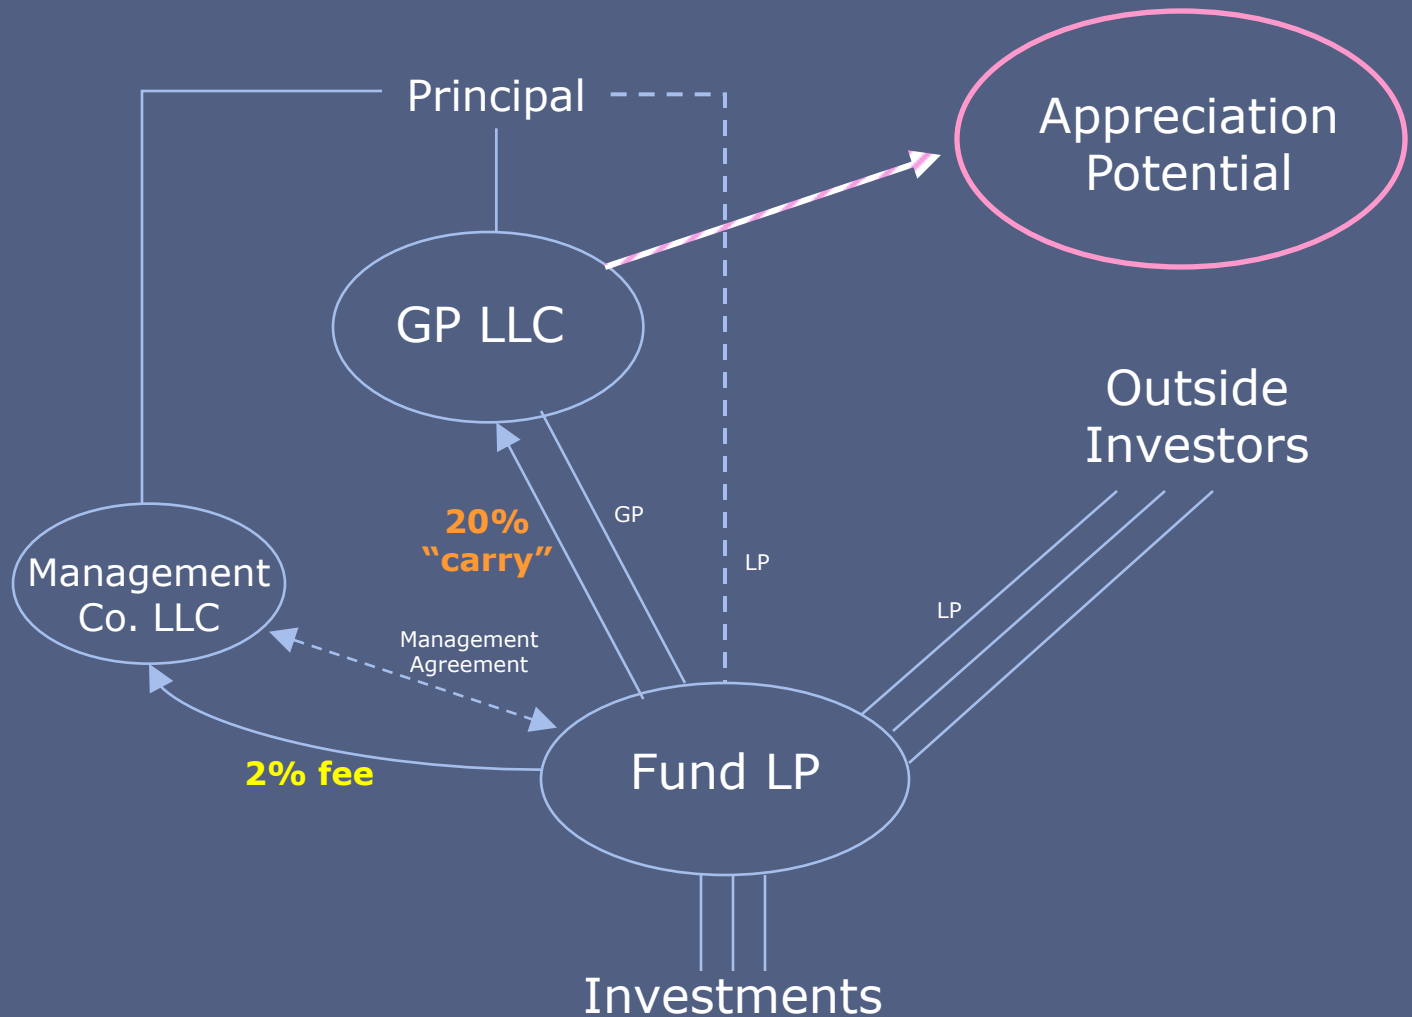 Principal
Appreciation
Potential
GP LLC
Outside
Investors
20%
“carry”
GP
LP
LP
Management
Co. LLC
Management
Agreement
2% fee
Fund LP
Investments